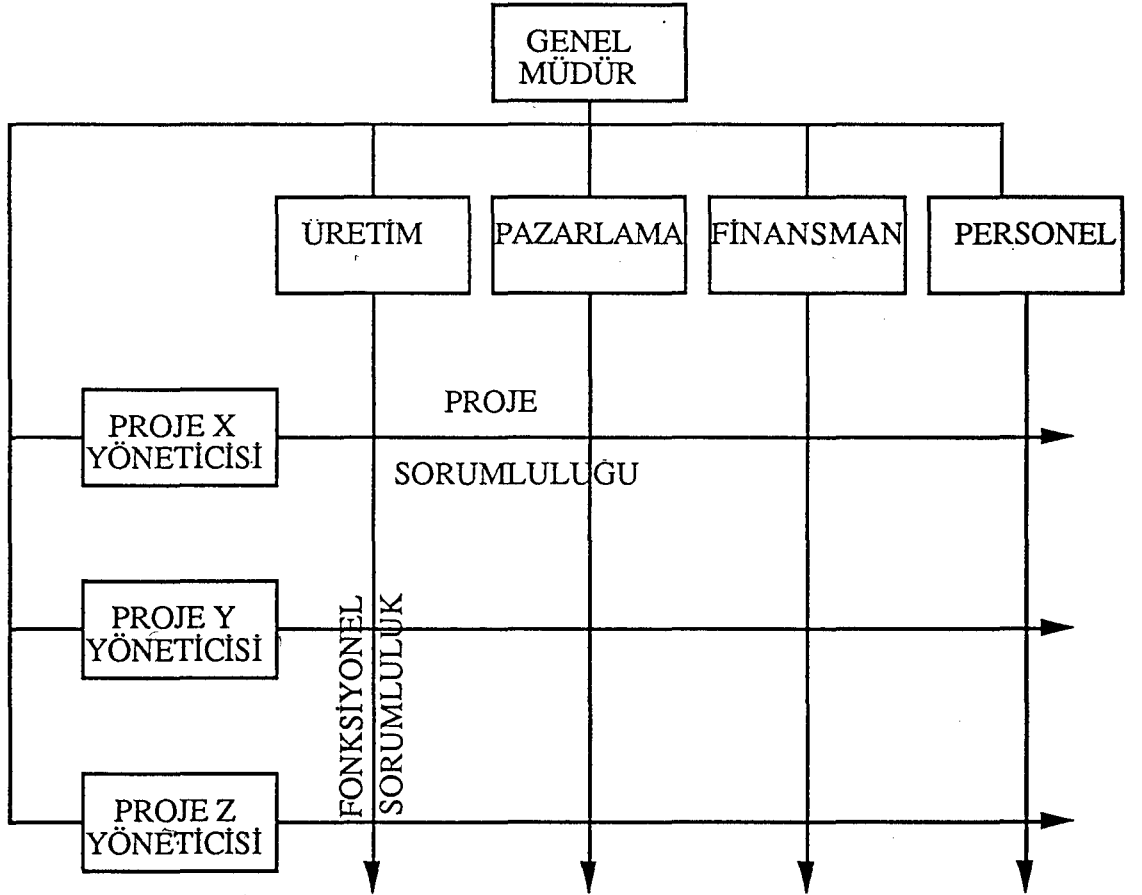 GENEL
MÜDÜR
ÜRETİM
PAZARLAMA
FİNANSMAN
PERSONEL
PROJE X
YÖNETİCİSİ
PROJE
SORUMLULUĞU
PROJE Y
YÖNETİCİSİ
FONKSİYONEL
SORUMLULUK
PROJE Z
YÖNETİCİSİ